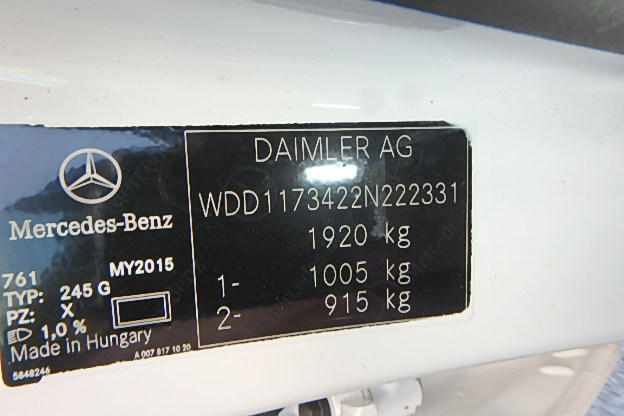 Mercedes-Benz
761
MY2015
TYP: 245 G
PZ: X
1,0 %
Made in Hungary
A 007 817 10 20
5848246
DAIMLER AG
WDD1173422N222331
1920 kg
1- 1005 kg
2- 915 kg